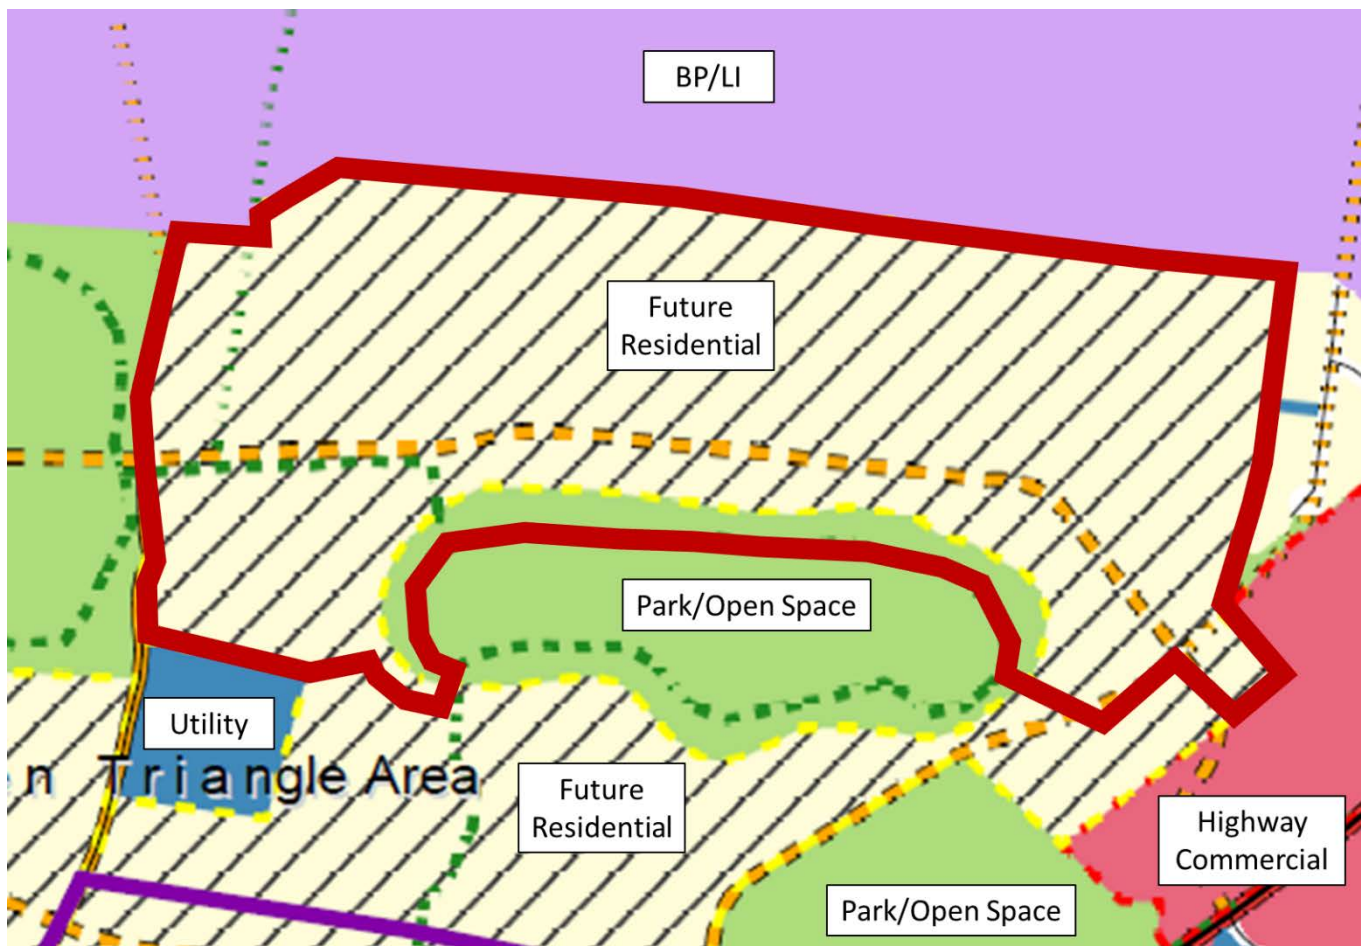 BP/LI
Future
Residential
Park/Open Space
Utility
n Triangle Area
Future
Residential
Highway
Commercial
Park/Open Space